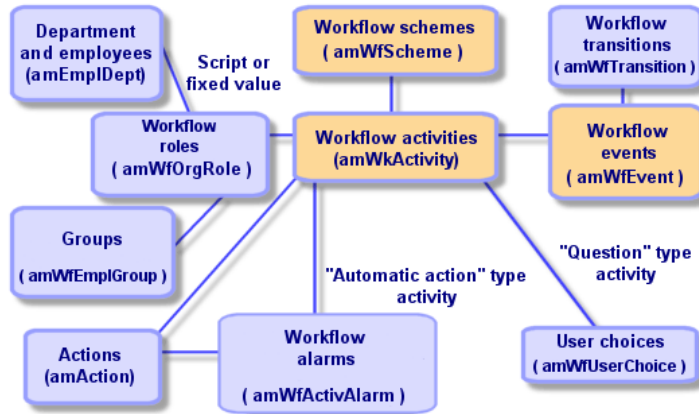 Department
and employees
(amEmplDept)
Script or
fixed value
Workflow schemes
( amWfScheme )
Workflow
transitions
( amWfTransition )
Workflow
roles
( amWfOrgRole )
Workflow activities
(amWkActivity)
Workflow
events
( amWfEvent )
Groups
( amWfEmplGroup )
"Automatic action" type
activity
"Question" type
activity
Actions
(amAction)
Workflow
alarms
( amWfActivAlarm )
User choices
( amWfUserChoice )